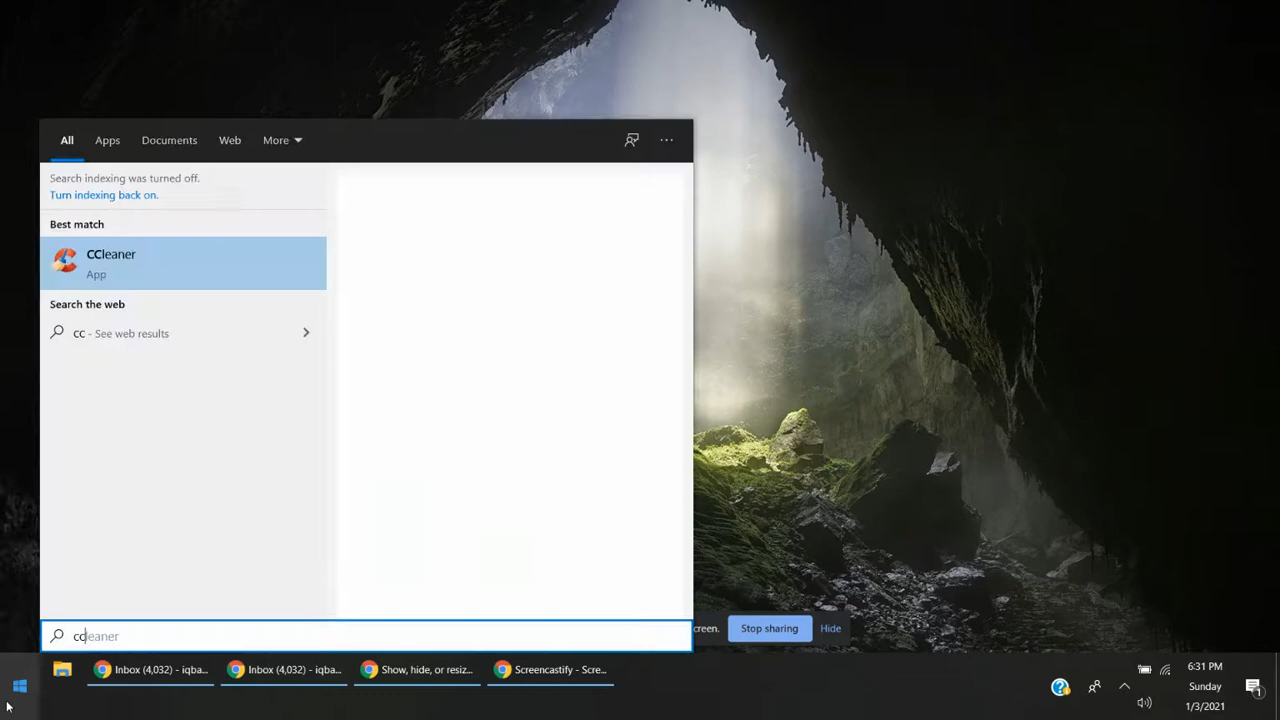 All Apps Documents Web More
Search indexing was turned off.
Turn indexing back on.
Best match
CCleaner
App
Search the web
cc - See web results
ccleaner
creen. Stop sharing Hide
Inbox (4,032) - iqba... Inbox (4,032) - iqba... Show, hide, or resiz... Screencastify - Scre...
6:31 PM
Sunday
1/3/2021
1